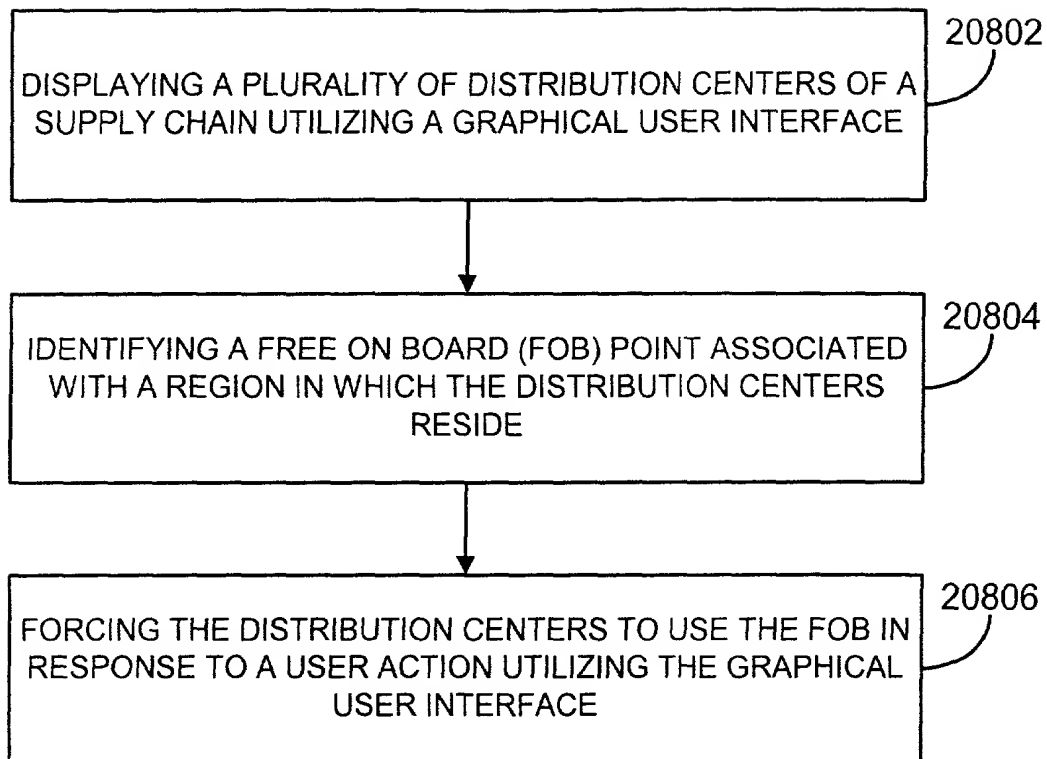 20802
DISPLAYING A PLURALITY OF DISTRIBUTION CENTERS OF A
SUPPLY CHAIN UTILIZING A GRAPHICAL USER INTERFACE
20804
IDENTIFYING A FREE ON BOARD (FOB) POINT ASSOCIATED
WITH A REGION IN WHICH THE DISTRIBUTION CENTERS
RESIDE
20806
FORCING THE DISTRIBUTION CENTERS TO USE THE FOB IN
RESPONSE TO A USER ACTION UTILIZING THE GRAPHICAL
USER INTERFACE